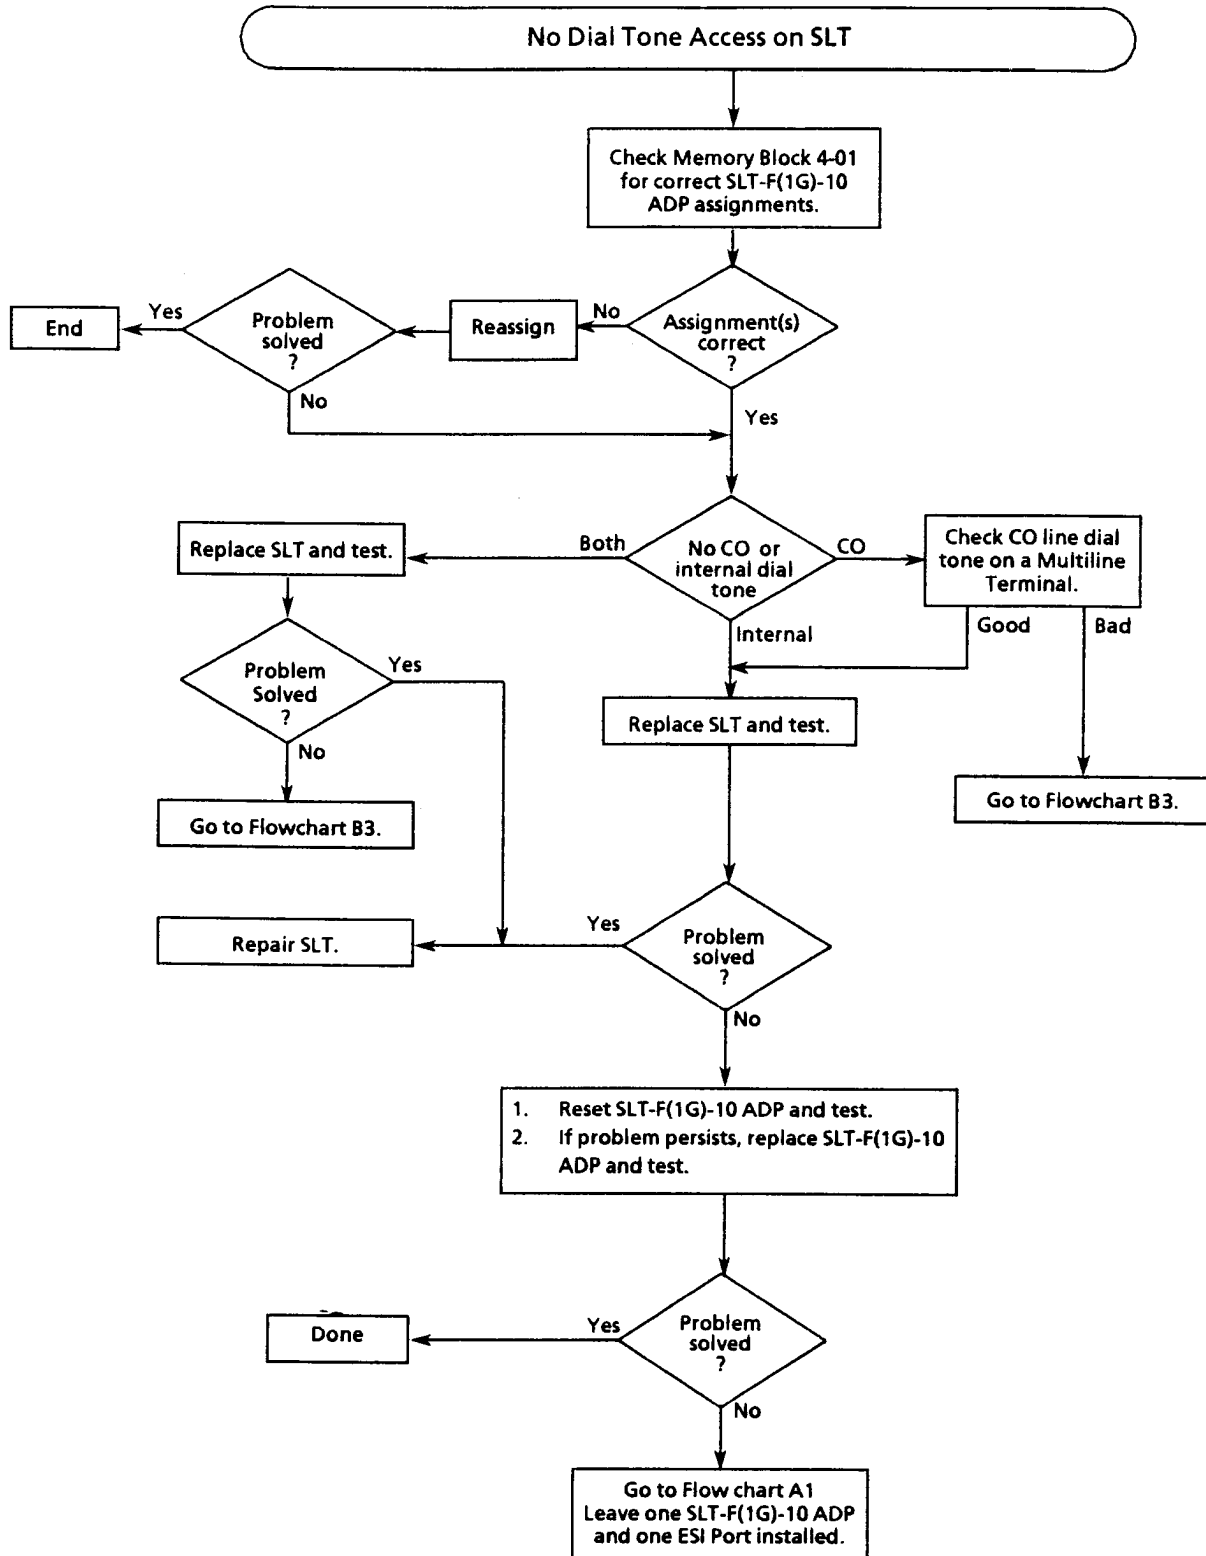 No Dial Tone Access on SLT
Check Memory Block 4-01
for correct SLT-F(1G)-10
ADP assignments.
Assignment(s)
correct
?
No
Reassign
Problem
solved
?
Yes
End
No
Yes
No CO or
internal dial
tone
Both
Replace SLT and test.
CO
Check CO line dial
tone on a Multiline
Terminal.
Good
Bad
Internal
Problem
Solved
?
Yes
No
Go to Flowchart B3.
Replace SLT and test.
Go to Flowchart B3.
Problem
solved
?
Yes
Repair SLT.
No
1. Reset SLT-F(1G)-10 ADP and test.
2. If problem persists, replace SLT-F(1G)-10
ADP and test.
Problem
solved
?
Yes
Done
No
Go to Flow chart A1
Leave one SLT-F(1G)-10 ADP
and one ESI Port installed.